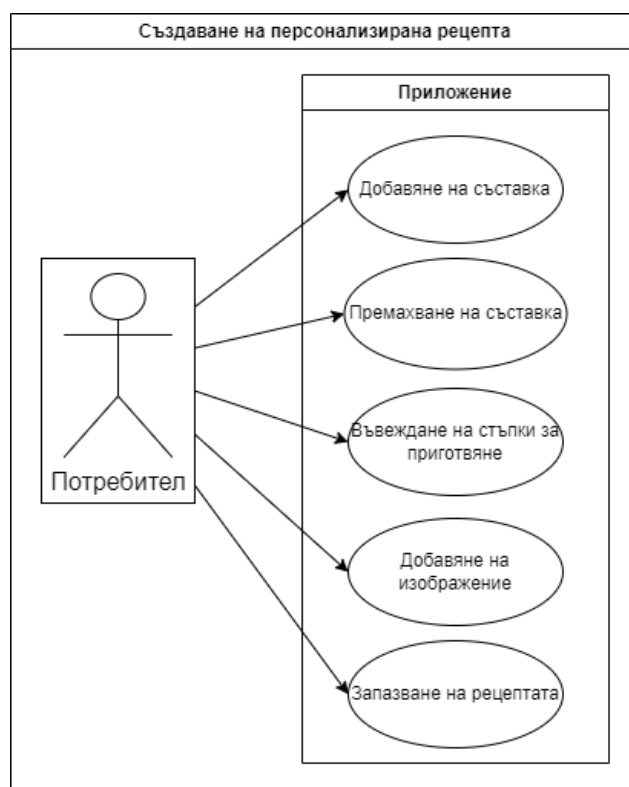 Създаване на персонализирана рецепта
Приложение
Добавяне на съставка
Премахване на съставка
Въвеждане на стъпки за
приготвяне
Добавяне на
изображение
Запазване на рецептата
Потребител